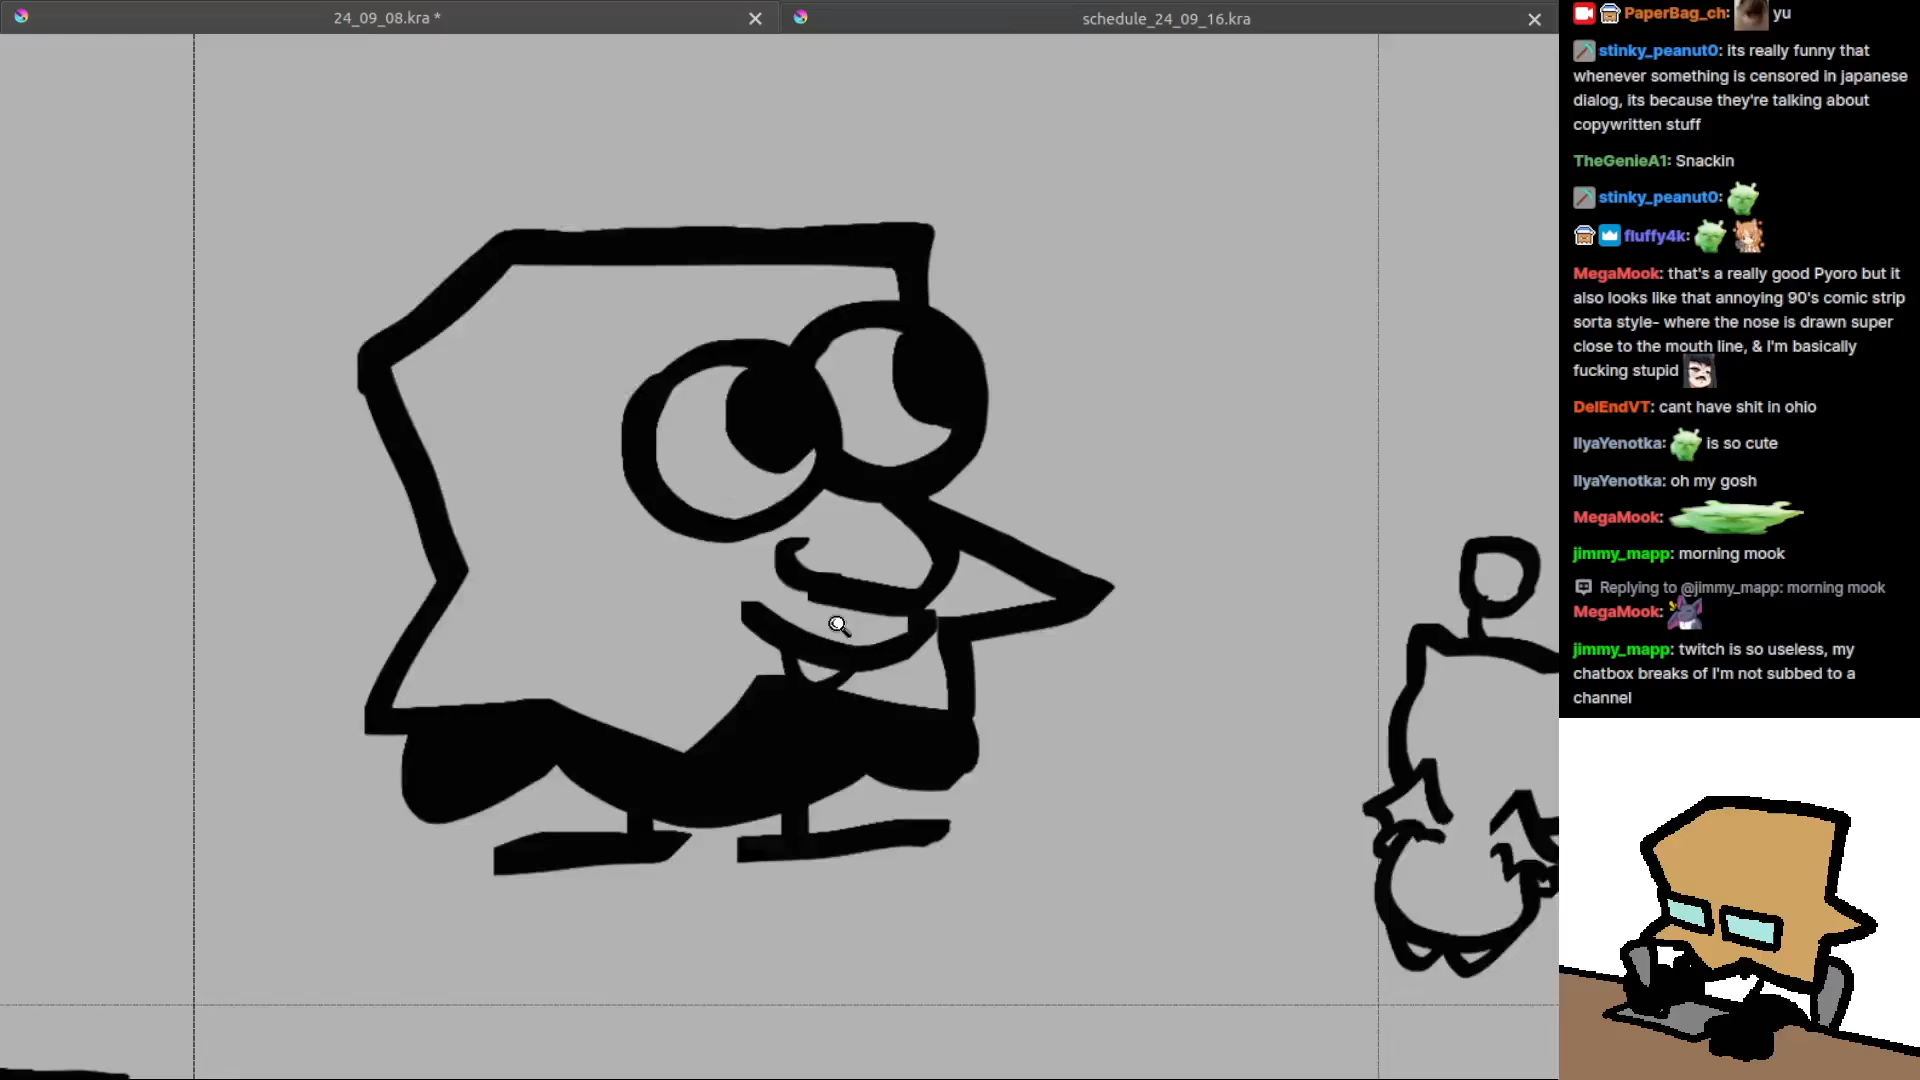 24_09_08.kra *
schedule_24_09_16.kra
PaperBag_ch: yu
stinky_peanut0: its really funny that
whenever something is censored in japanese
dialog, its because they're talking about
copywritten stuff
TheGenieA1: Snackin
stinky_peanut0:
fluffy4k:
MegaMook: that's a really good Pyoro but it
also looks like that annoying 90's comic strip
sorta style- where the nose is drawn super
close to the mouth line, & I'm basically
fucking stupid
DelEndVT: cant have shit in ohio
IlyaYenotka: is so cute
IlyaYenotka: oh my gosh
MegaMook:
jimmy_mapp: morning mook
Replying to @jimmy_mapp: morning mook
MegaMook:
jimmy_mapp: twitch is so useless, my
chatbox breaks of I'm not subbed to a
channel